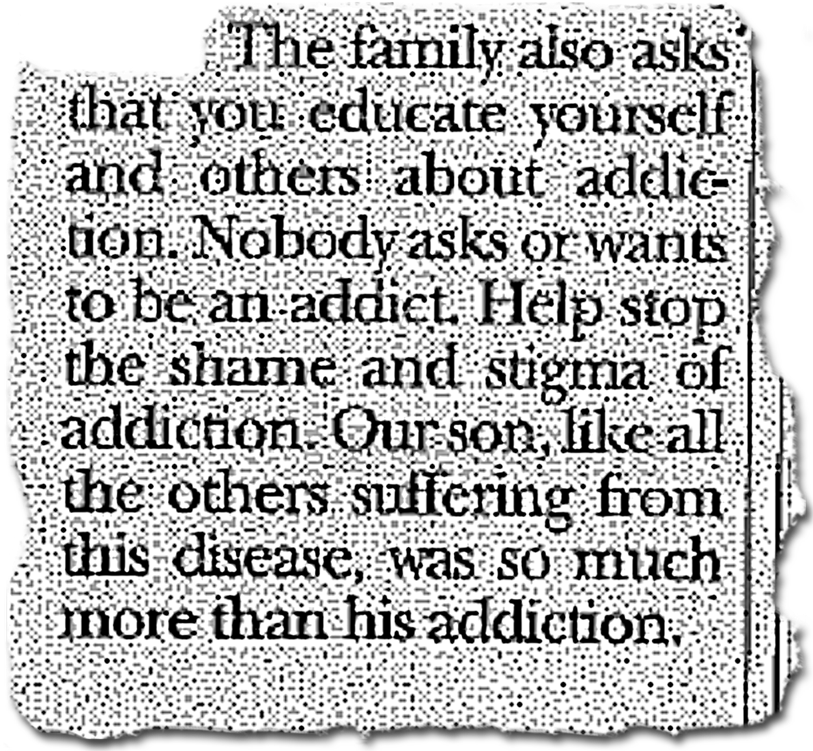 The family also asks
that you educate yourself
and others about addic-
tion. Nobody asks or wants
to be an addict. Help stop
the shame and stigma of
addiction. Our son, like all
the others suffering from
this disease, was so much
more than his addiction.